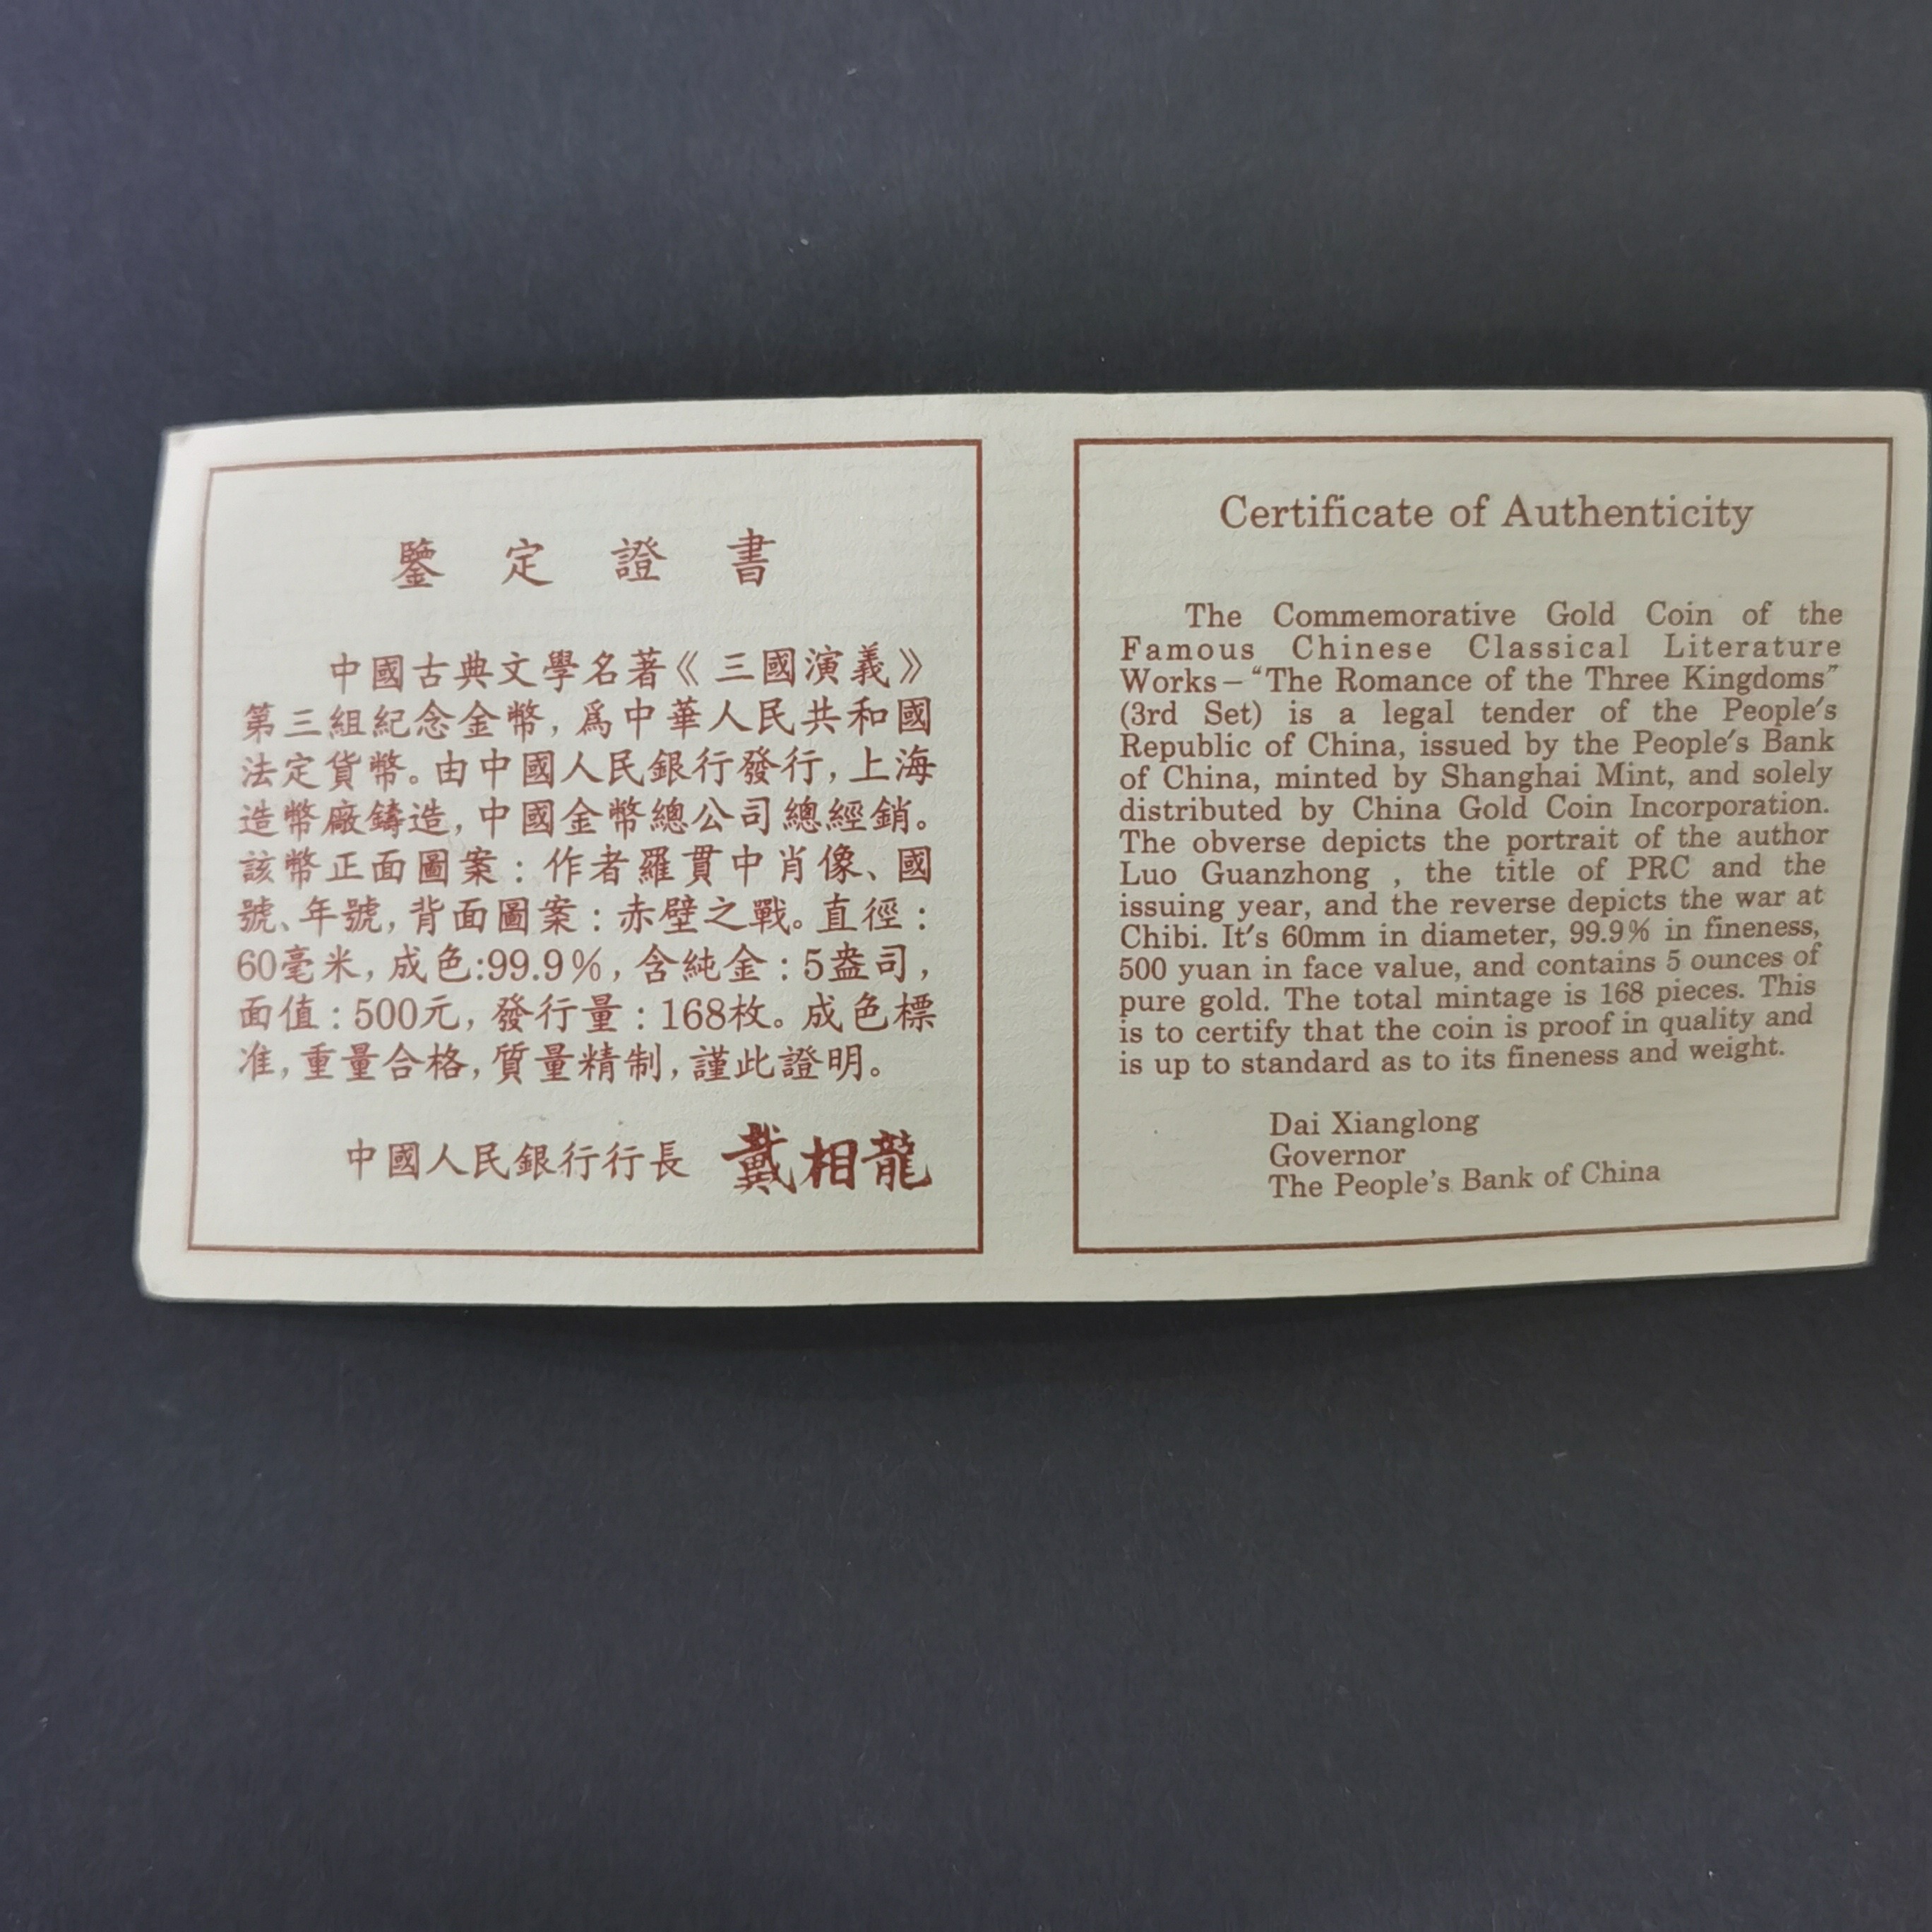 鑒定證書
中國古典文學名著《三國演義》
第三組紀念金幣,爲中華人民共和國
法定貨幣。由中國人民銀行發行,上海
造幣廠鑄造,中國金幣總公司總經銷。
該幣正面圖案:作者羅貫中肖像、國
號、年號,背面圖案:赤壁之戰。直徑:
60毫米,成色:99.9%,含純金:5盎司,
面值:500元,發行量:168枚。成色標
准,重量合格,質量精制,謹此證明。
中國人民銀行行長 戴相龍
Certificate of Authenticity
The Commemorative Gold Coin of the
Famous Chinese Classical Literature
Works—“The Romance of the Three Kingdoms”
(3rd Set) is a legal tender of the People's
Republic of China, issued by the People's Bank
of China, minted by Shanghai Mint, and solely
distributed by China Gold Coin Incorporation.
The obverse depicts the portrait of the author
Luo Guanzhong , the title of PRC and the
issuing year, and the reverse depicts the war at
Chibi. It's 60mm in diameter, 99.9% in fineness,
500 yuan in face value, and contains 5 ounces of
pure gold. The total mintage is 168 pieces. This
is to certify that the coin is proof in quality and
is up to standard as to its fineness and weight.
Dai Xianglong
Governor
The People's Bank of China